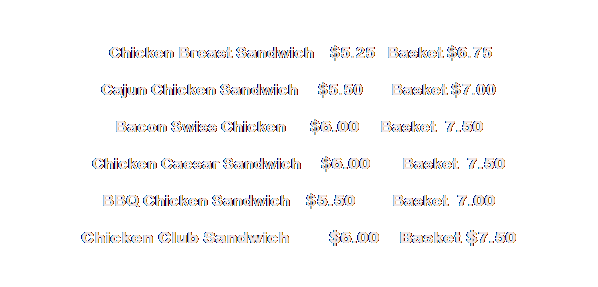 Chicken Breast Sandwich $5.25 Basket $6.75
Cajun Chicken Sandwich $5.50 Basket $7.00
Bacon Swiss Chicken $6.00 Basket 7.50
Chicken Caesar Sandwich $6.00 Basket 7.50
BBQ Chicken Sandwich $5.50 Basket 7.00
Chicken Club Sandwich $6.00 Basket $7.50